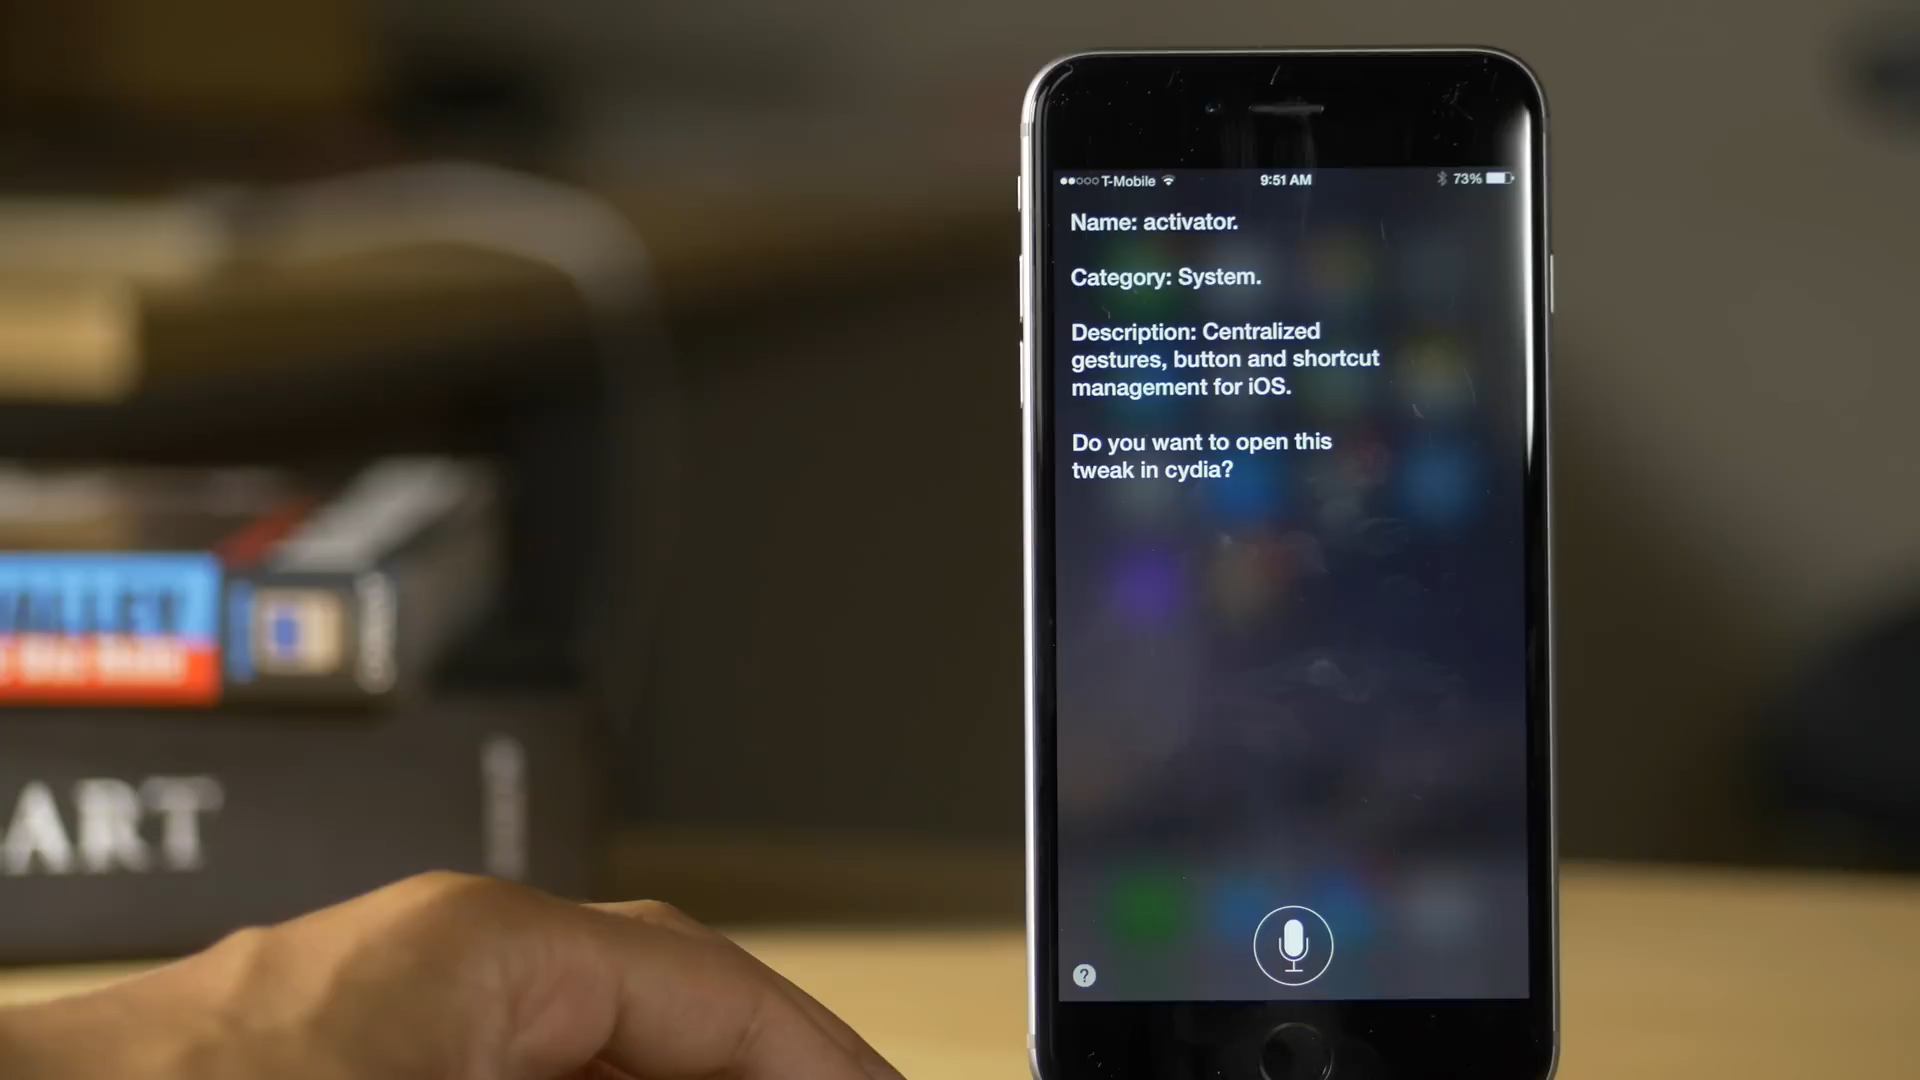 T-Mobile 9:51 AM 73%
Name: activator.
Category: System.
Description: Centralized
gestures, button and shortcut
management for iOS.
Do you want to open this
tweak in cydia?
?
ART